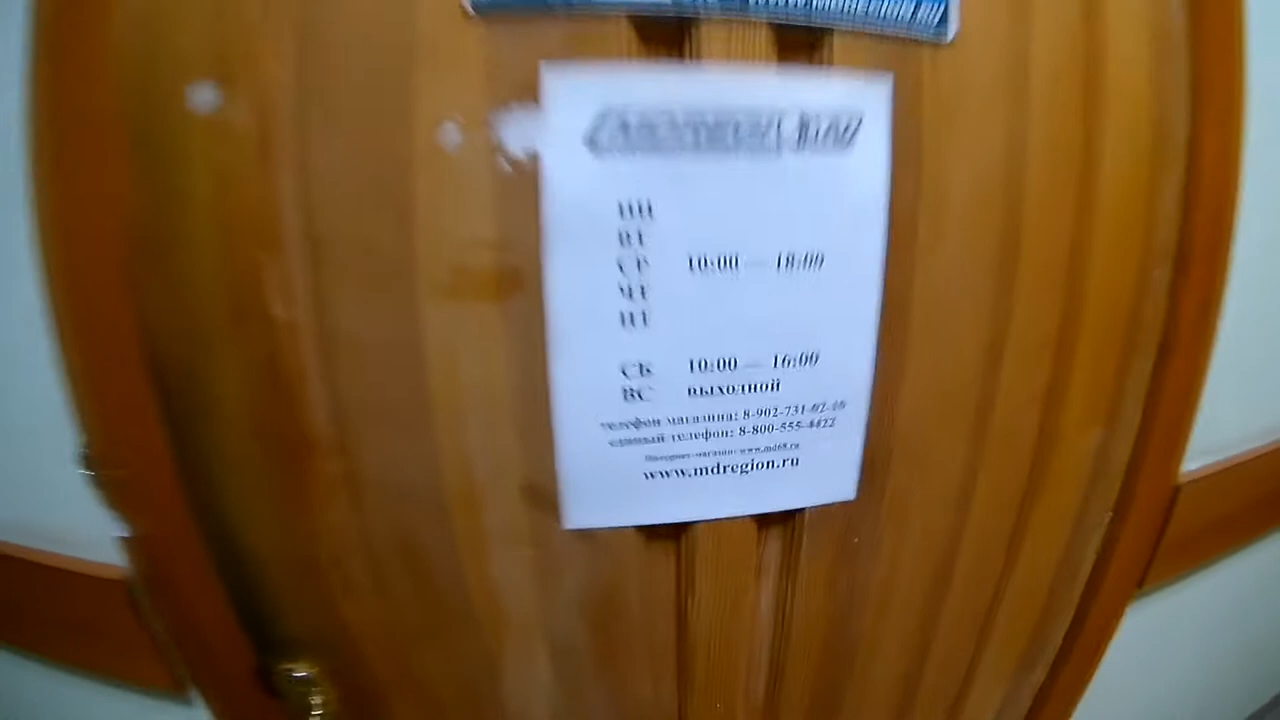 ПН
ВТ
СР 10:00 — 18:00
ЧТ
ПТ
СБ 10:00 — 16:00
ВС выходной
телефон магазина: 8-902-731-02-
единый телефон: 8-800-555-4422
Интернет-магазин: www.md68.ru
www.mdregion.ru